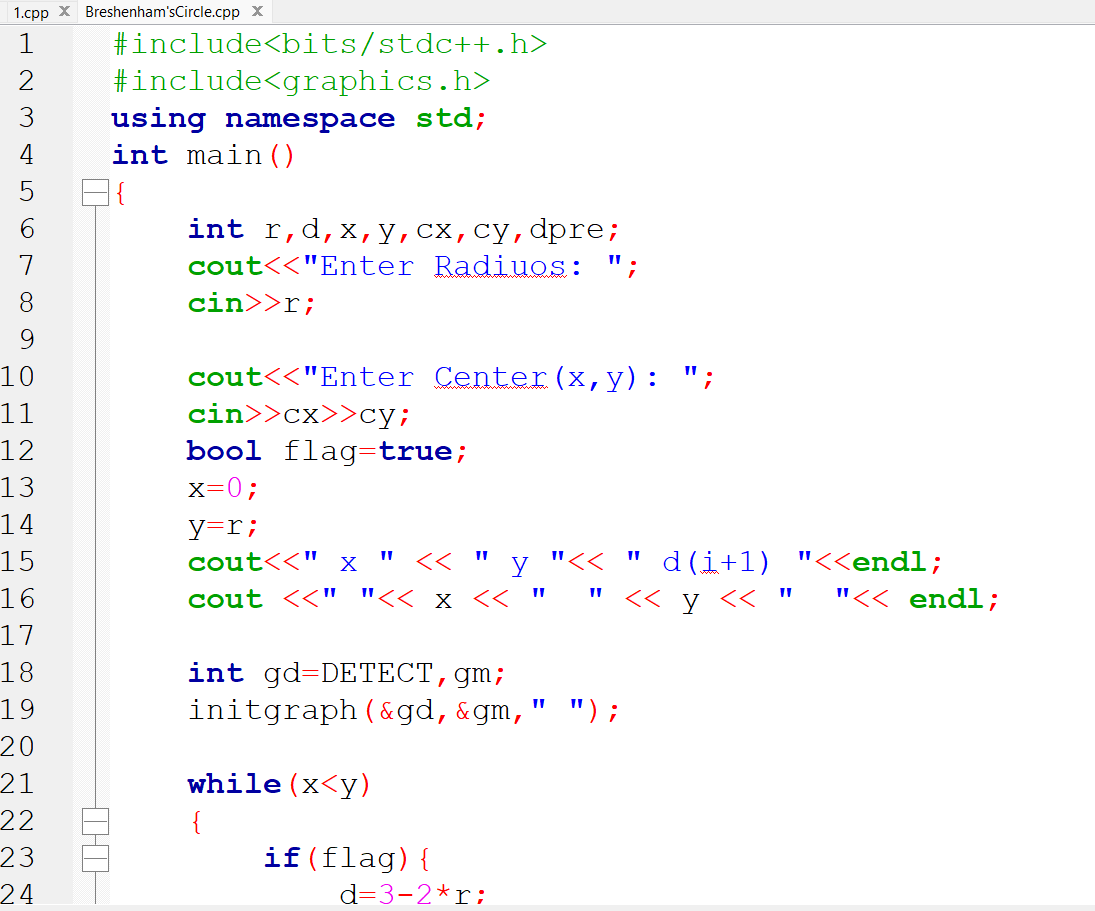 1.cpp X Breshenham'sCircle.cpp X
1 #include<bits/stdc++.h>
2 #include<graphics.h>
3 using namespace std;
4 int main()
5 {
6 int r,d,x,y,cx,cy,dpre;
7 cout<<"Enter Radiuos: ";
8 cin>>r;
9
10 cout<<"Enter Center(x,y): ";
11 cin>>cx>>cy;
12 bool flag=true;
13 x=0;
14 y=r;
15 cout<<" x " << " y "<< " d(i+1) "<<endl;
16 cout <<" "<< x << "  " << y << "  "<< endl;
17
18 int gd=DETECT,gm;
19 initgraph(&gd,&gm," ");
20
21 while(x<y)
22 {
23 if(flag){
24 d=3-2*r;